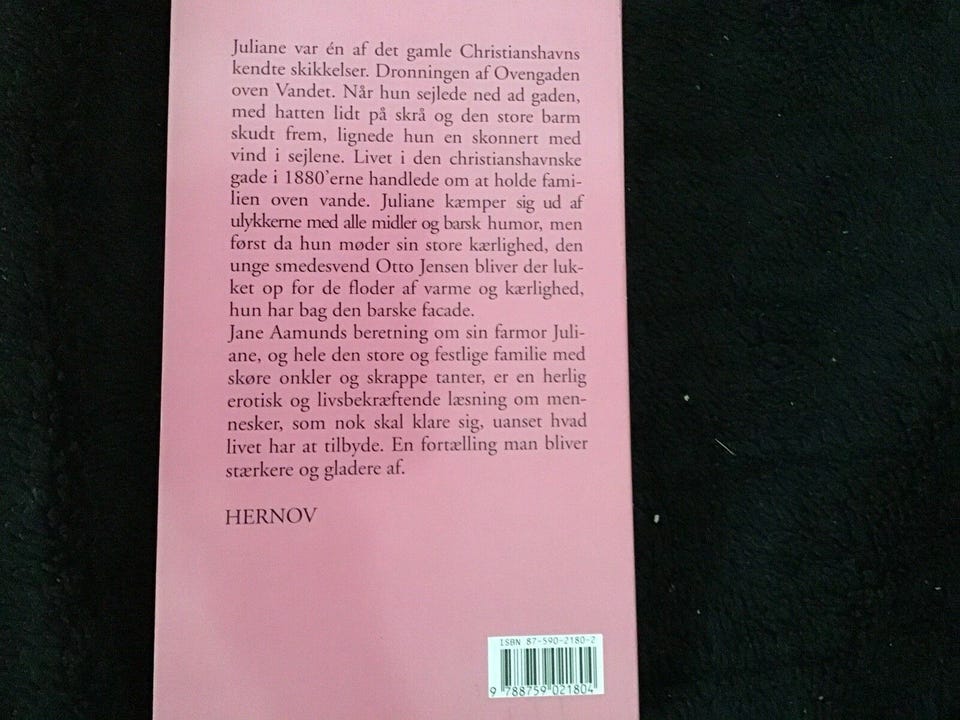 Juliane var én af det gamle Christianshavns
kendte skikkelser. Dronningen af Ovengaden
oven Vandet. Når hun sejlede ned ad gaden,
med hatten lidt på skrå og den store barm
skudt frem, lignede hun en skonnert med
vind i sejlene. Livet i den christianshavnske
gade i 1880'erne handlede om at holde fami-
lien oven vande. Juliane kæmper sig ud af
ulykkerne med alle midler og barsk humor, men
først da hun møder sin store kærlighed, den
unge smedesvend Otto Jensen bliver der luk-
ket op for de floder af varme og kærlighed,
hun har bag den barske facade.
Jane Aamunds beretning om sin farmor Juli-
ane, og hele den store og festlige familie med
skøre onkler og skrappe tanter, er en herlig
erotisk og livsbekræftende læsning om men-
nesker, som nok skal klare sig, uanset hvad
livet har at tilbyde. En fortælling man bliver
stærkere og gladere af.
HERNOV
ISBN 87-590-2180-2
9 788759 021804